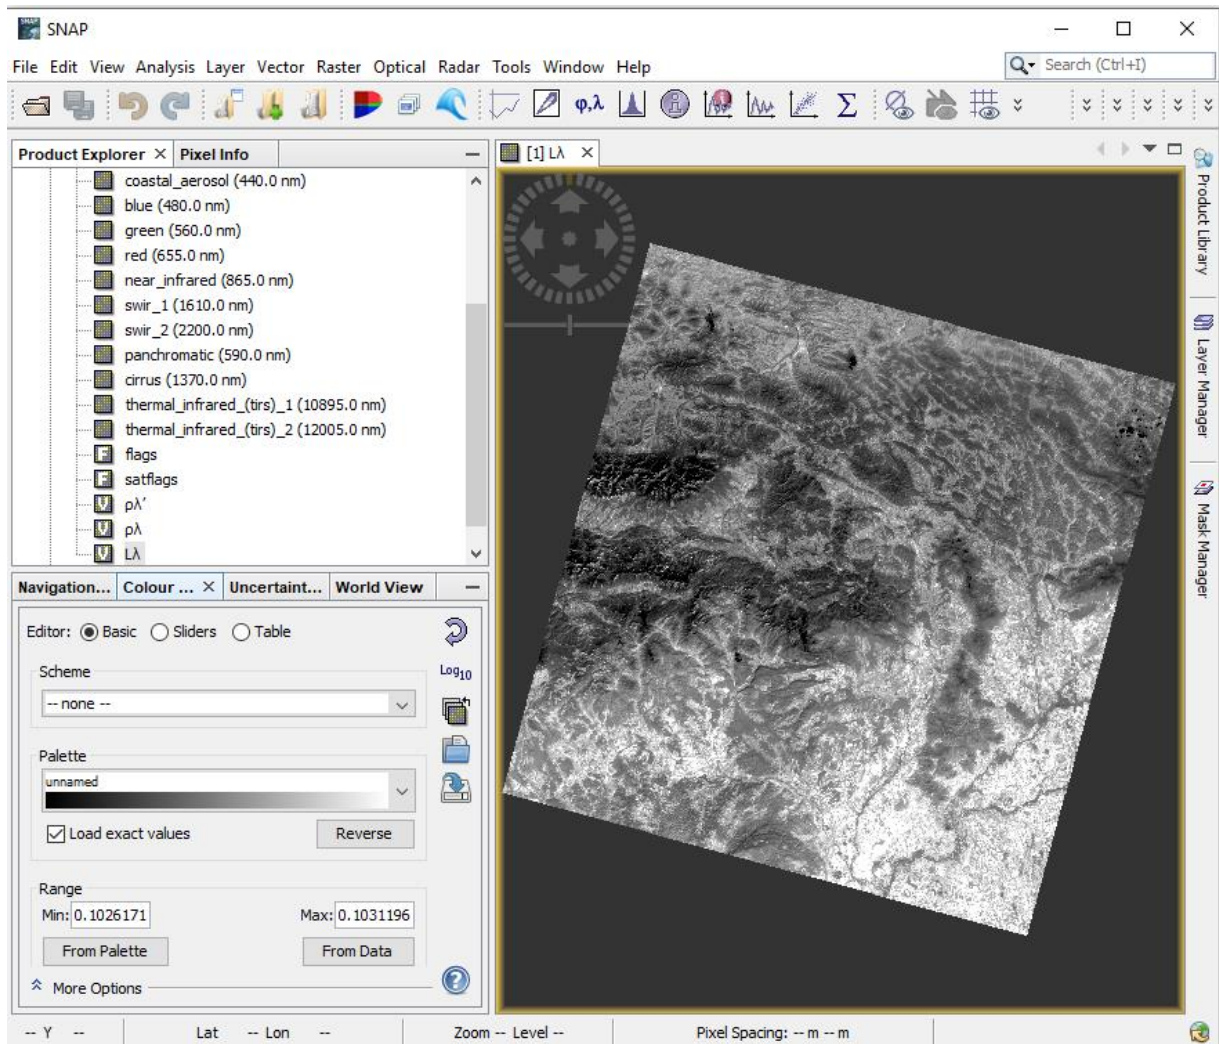 SNAP
File Edit View Analysis Layer Vector Raster Optical Radar Tools Window Help
Search (Ctrl+I)
φ,λ
Σ
Product Explorer × Pixel Info
[1] Lλ ×
coastal_aerosol (440.0 nm)
blue (480.0 nm)
green (560.0 nm)
red (655.0 nm)
near_infrared (865.0 nm)
swir_1 (1610.0 nm)
swir_2 (2200.0 nm)
panchromatic (590.0 nm)
cirrus (1370.0 nm)
thermal_infrared_(tirs)_1 (10895.0 nm)
thermal_infrared_(tirs)_2 (12005.0 nm)
F flags
F satflags
V ρλ′
V ρλ
V Lλ
Product Library
Layer Manager
Mask Manager
Navigation... Colour ... × Uncertaint... World View
Editor: Basic Sliders Table
Scheme
Log10
-- none --
Palette
unnamed
Load exact values Reverse
Range
Min: 0.1026171 Max: 0.1031196
From Palette From Data
More Options
-- Y -- Lat -- Lon -- Zoom -- Level -- Pixel Spacing: -- m -- m